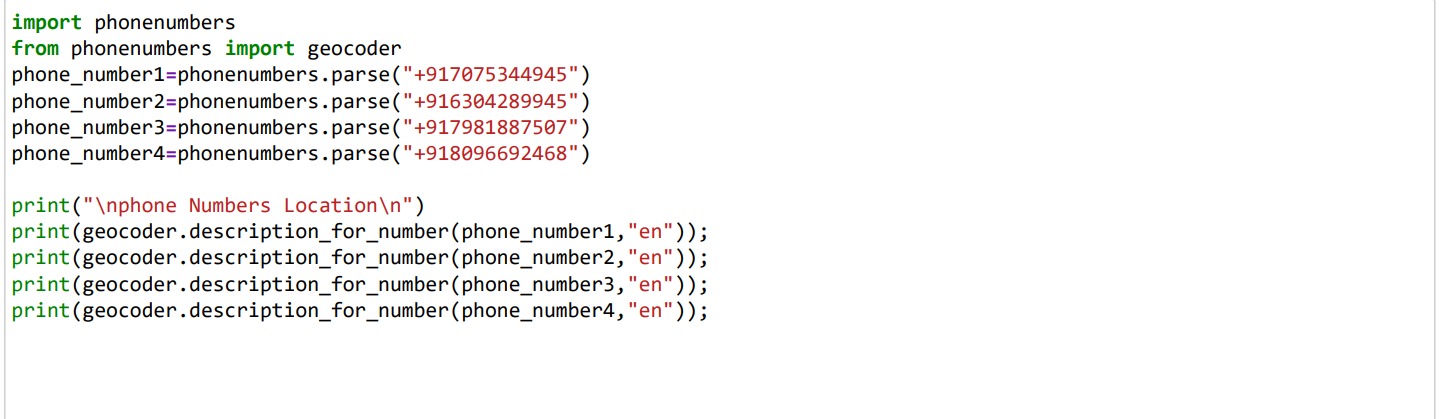 import phonenumbers
from phonenumbers import geocoder
phone_number1=phonenumbers.parse("+917075344945")
phone_number2=phonenumbers.parse("+916304289945")
phone_number3=phonenumbers.parse("+917981887507")
phone_number4=phonenumbers.parse("+918096692468")
print("\nphone Numbers Location\n")
print(geocoder.description_for_number(phone_number1,"en"));
print(geocoder.description_for_number(phone_number2,"en"));
print(geocoder.description_for_number(phone_number3,"en"));
print(geocoder.description_for_number(phone_number4,"en"));